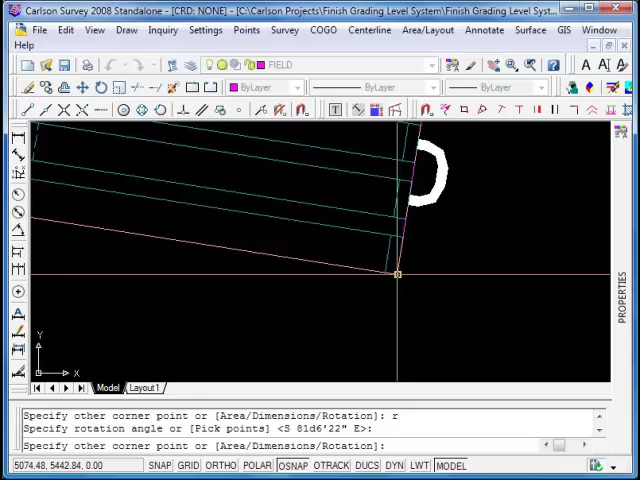 Carlson Survey 2008 Standalone - [CRD: NONE] - [C:\Carlson Projects\Finish Grading Level System\Finish Grading Level Syst...
File Edit View Draw Inquiry Settings Points Survey COGO Centerline Area/Layout Annotate Surface GIS Window
Help
FIELD
ByLayer ByLayer
PROPERTIES
Y
X
Model Layout1
Specify other corner point or [Area/Dimensions/Rotation]: r
Specify rotation angle or [Pick points] <S 81d6'22" E>:
Specify other corner point or [Area/Dimensions/Rotation]:
5074.48, 5442.84, 0.00 SNAP GRID ORTHO POLAR OSNAP OTRACK DUCS DYN LWT MODEL